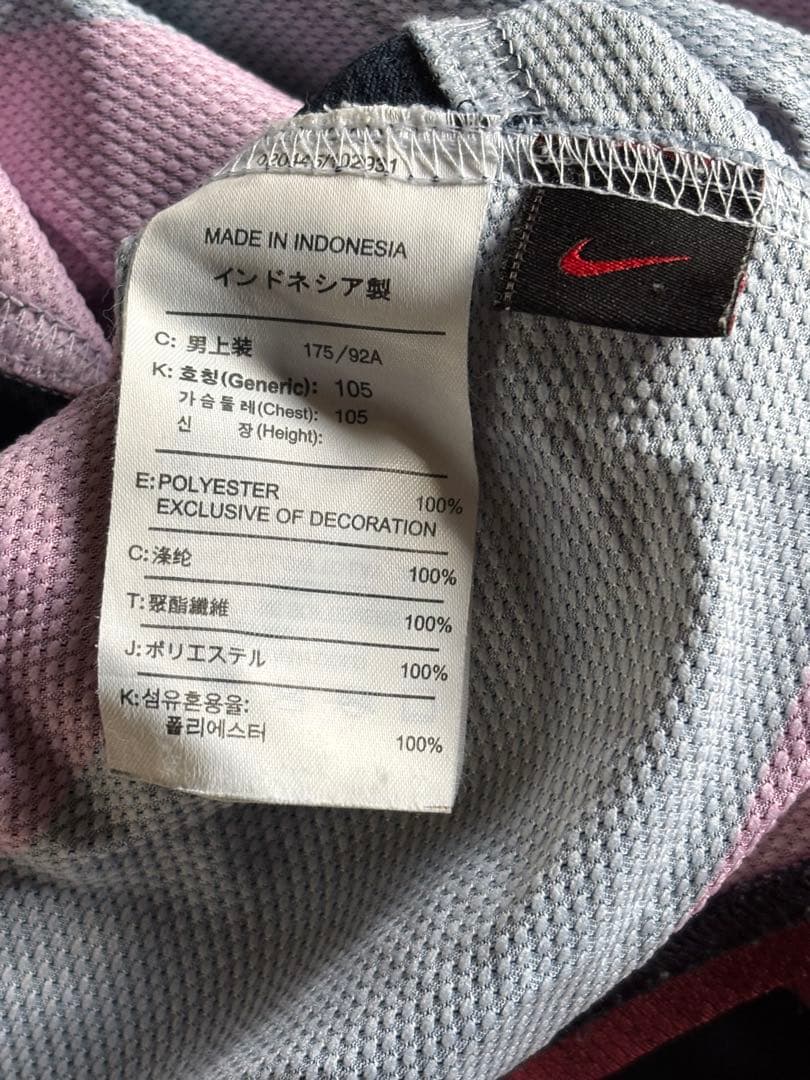 MADE IN INDONESIA
インドネシア製
C: 男上装 175/92A
K: 호칭(Generic): 105
가슴둘레(Chest): 105
신 장(Height):
E: POLYESTER 100%
EXCLUSIVE OF DECORATION
C: 涤纶 100%
T: 聚酯纖維 100%
J: ポリエステル 100%
K: 섬유혼용율:
폴리에스터 100%